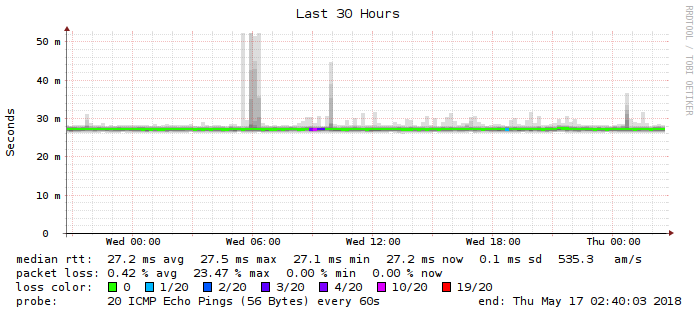 Last 30 Hours
RRDTOOL / TOBI OETIKER
Seconds
50 m
40 m
30 m
20 m
10 m
0
Wed 00:00 Wed 06:00 Wed 12:00 Wed 18:00 Thu 00:00
median rtt: 27.2 ms avg 27.5 ms max 27.1 ms min 27.2 ms now 0.1 ms sd 535.3 am/s
packet loss: 0.42 % avg 23.47 % max 0.00 % min 0.00 % now
loss color: 0 1/20 2/20 3/20 4/20 10/20 19/20
probe: 20 ICMP Echo Pings (56 Bytes) every 60s end: Thu May 17 02:40:03 2018